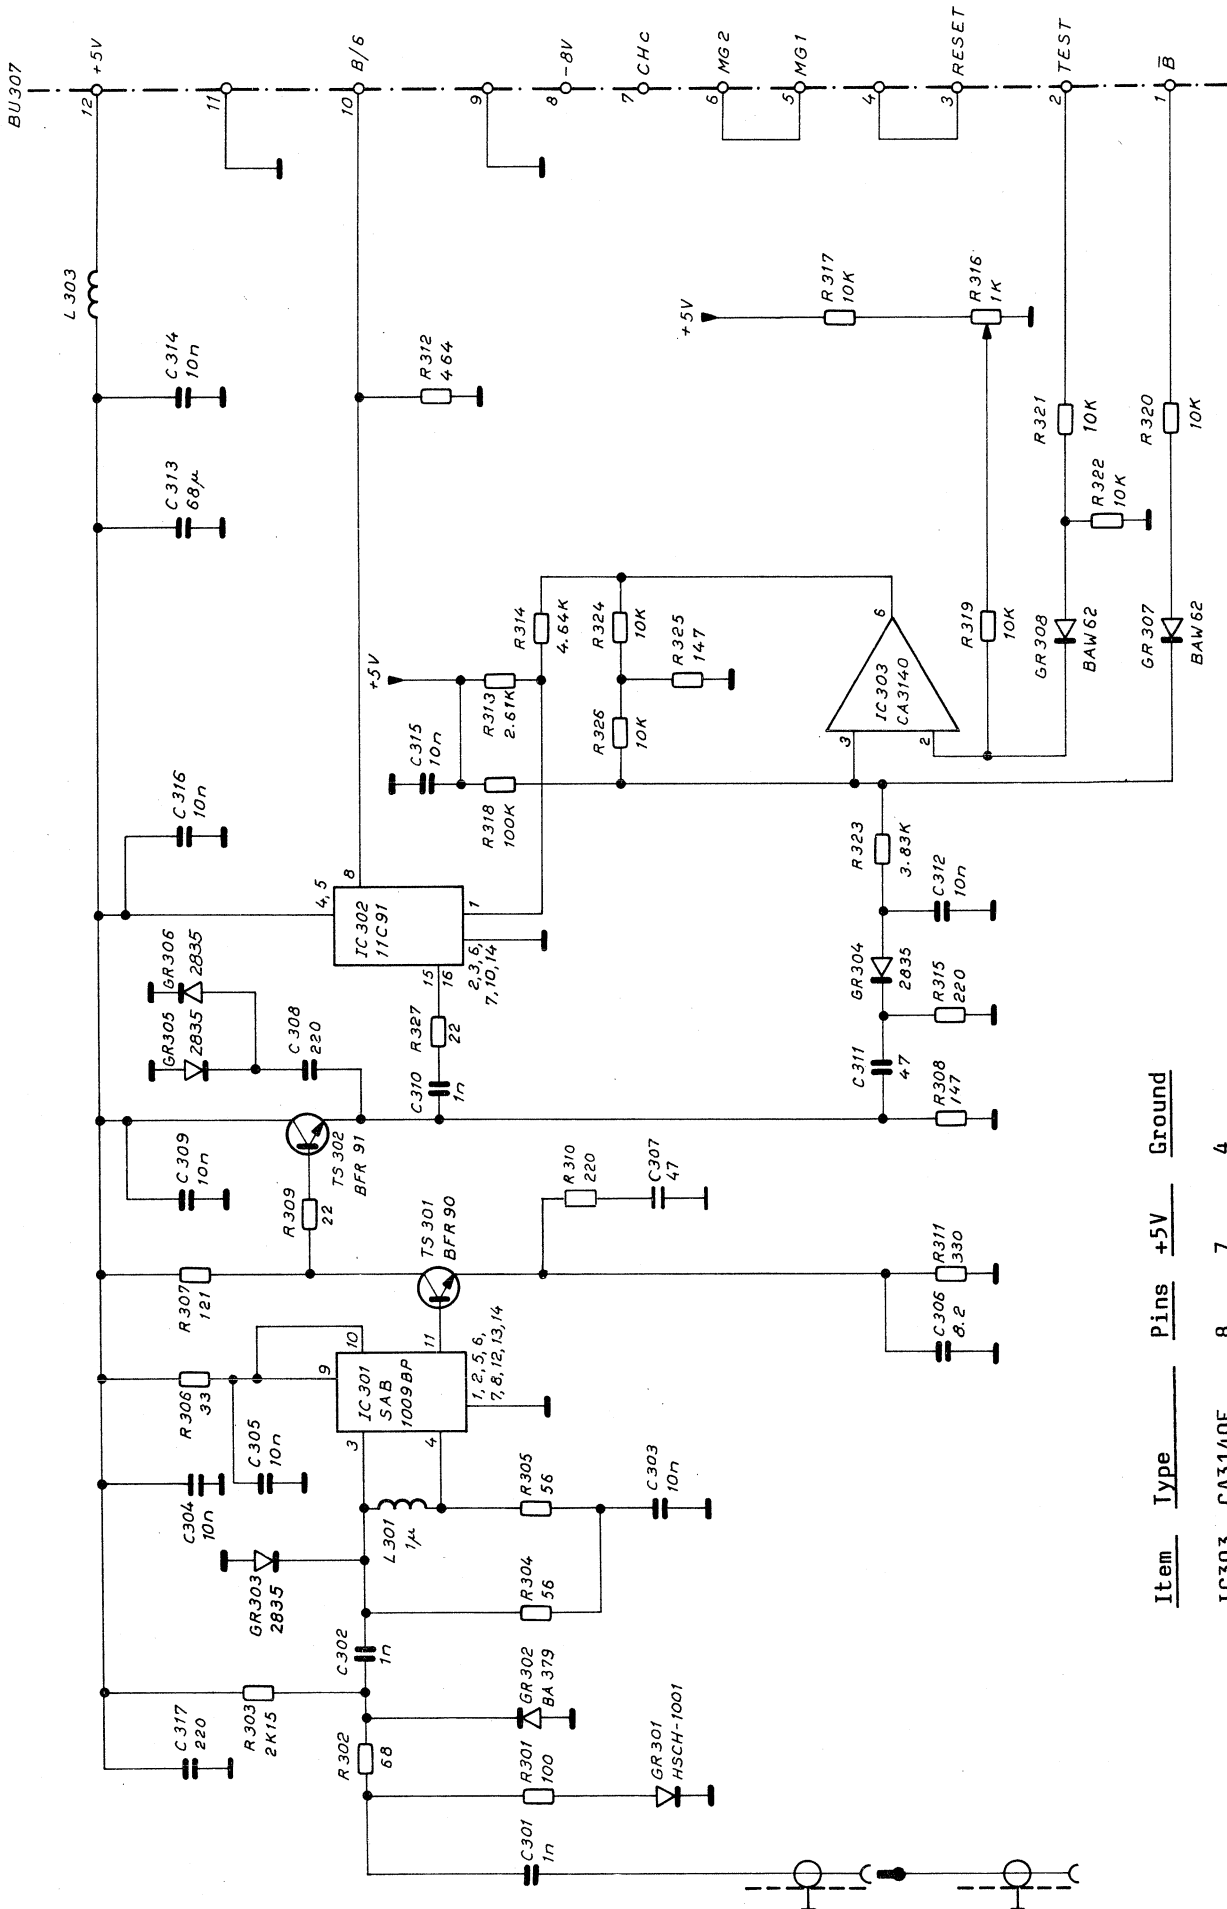 BU307
12
+5V
11
10
B/6
9
8
-8V
7
CHc
6
MG2
5
MG1
4
3
RESET
2
TEST
1
B̅
L303
C314
10n
C313
68µ
R312
464
+5V
R317
10K
R316
1K
R321
10K
R322
10K
R320
10K
R314
4.64K
+5V
R313
2.61K
C315
10n
R318
100K
R324
10K
R325
147
R326
10K
6
IC303
CA3140
3
2
R319
10K
GR308
BAW62
GR307
BAW62
C316
10n
4,5
8
IC302
11C91
1
15
16
2,3,6,
7,10,14
GR306
2835
GR305
2835
C308
220
R327
22
C310
1n
R323
3.83K
C312
10n
GR304
2835
R315
220
C311
47
R308
147
C309
10n
TS302
BFR 91
R309
22
R310
220
C307
47
R307
121
TS301
BFR90
R311
330
C306
8.2
R306
33
10
9
11
IC301
SAB
1009BP
3
4
1,2,5,6,
7,8,12,13,14
C305
10n
C304
10n
L301
1µ
R305
56
C303
10n
GR303
2835
R304
56
C302
1n
C317
220
R303
2K15
GR302
BA379
R302
68
R301
100
GR301
HSCH-1001
C301
1n
Item Type Pins +5V Ground
IC303 CA3140E 8 7 4